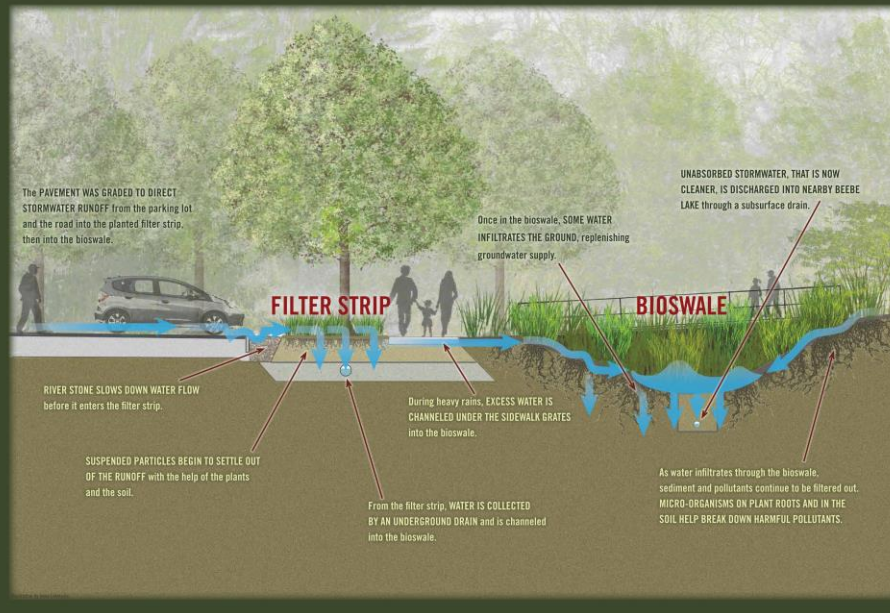 The PAVEMENT WAS GRADED TO DIRECT
STORMWATER RUNOFF from the parking lot
and the road into the planted filter strip,
then into the bioswale.
Once in the bioswale, SOME WATER
INFILTRATES THE GROUND, replenishing
groundwater supply.
UNABSORBED STORMWATER, THAT IS NOW
CLEANER, IS DISCHARGED INTO NEARBY BEEBE
LAKE through a subsurface drain.
FILTER STRIP
BIOSWALE
RIVER STONE SLOWS DOWN WATER FLOW
before it enters the filter strip.
SUSPENDED PARTICLES BEGIN TO SETTLE OUT
OF THE RUNOFF with the help of the plants
and the soil.
From the filter strip, WATER IS COLLECTED
BY AN UNDERGROUND DRAIN and is channeled
into the bioswale.
During heavy rains, EXCESS WATER IS
CHANNELED UNDER THE SIDEWALK GRATES
into the bioswale.
As water infiltrates through the bioswale,
sediment and pollutants continue to be filtered out.
MICRO-ORGANISMS ON PLANT ROOTS AND IN THE
SOIL HELP BREAK DOWN HARMFUL POLLUTANTS.